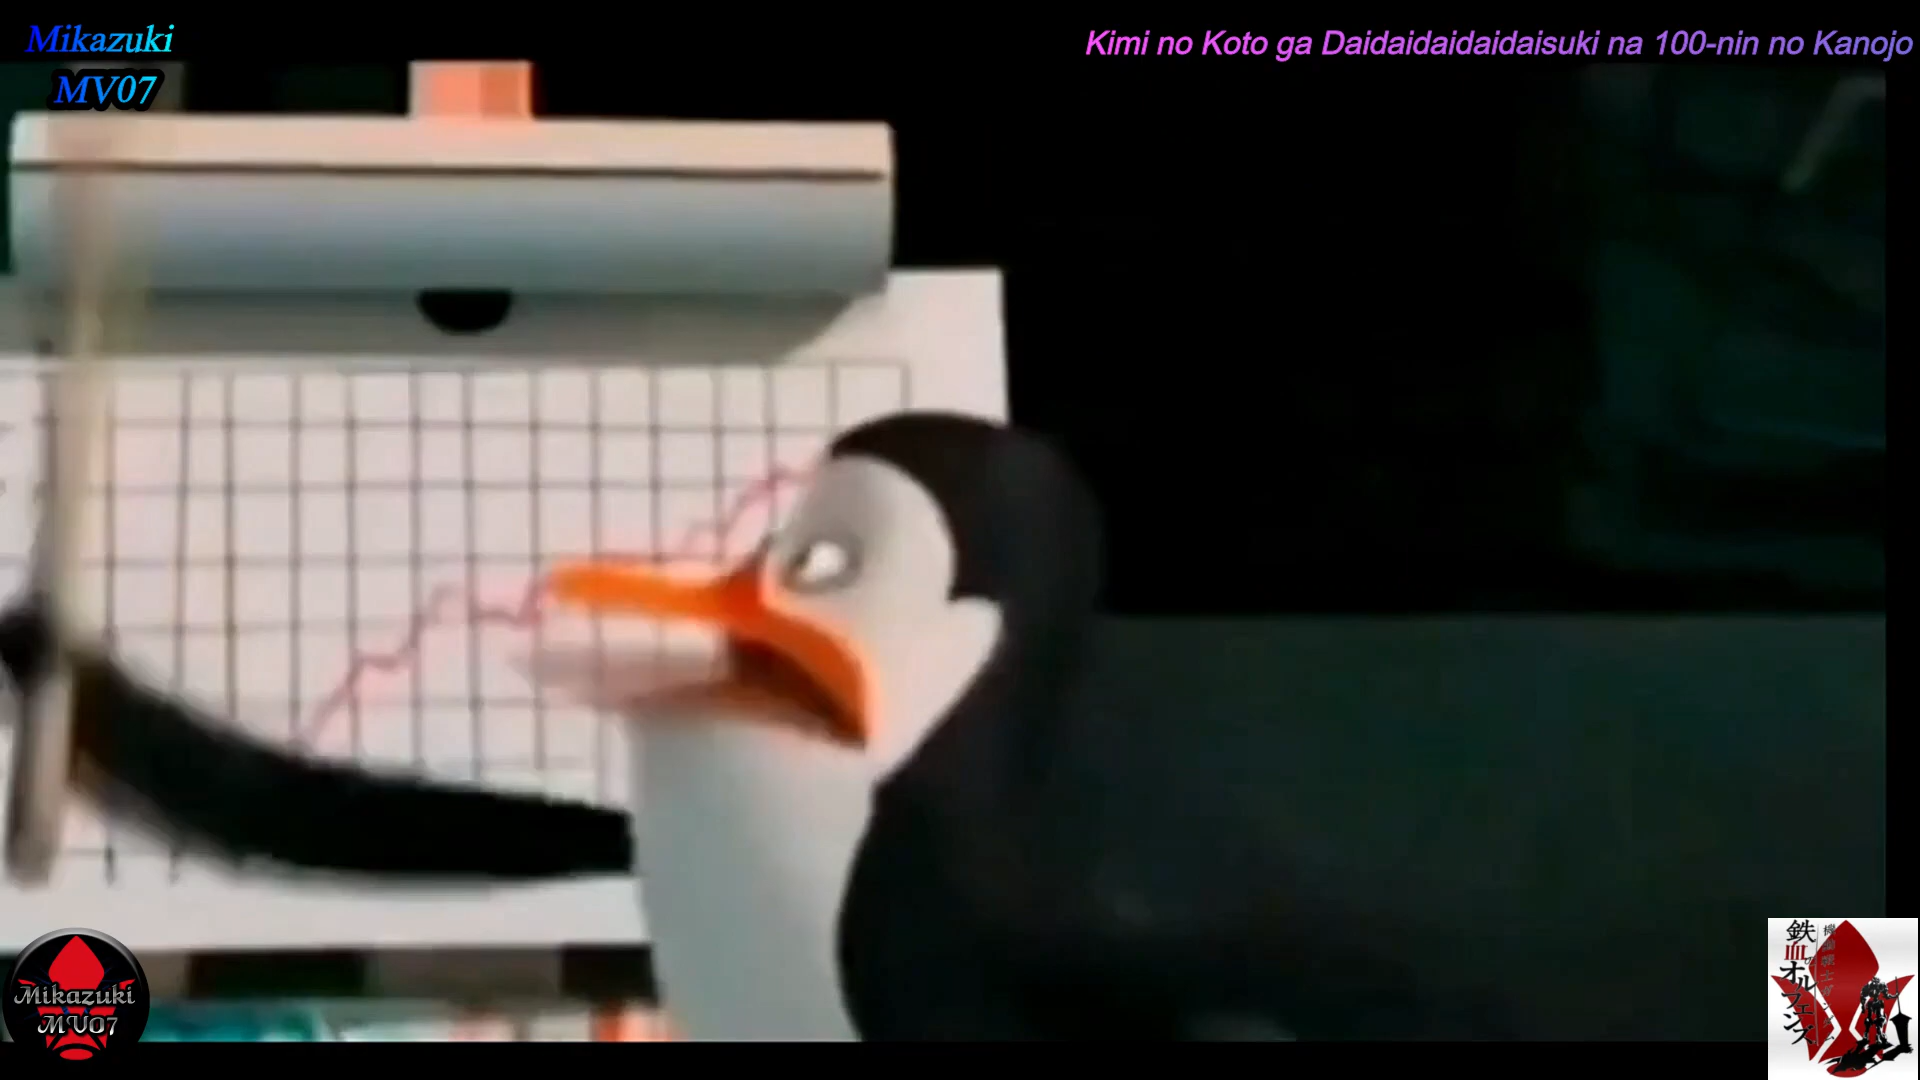 Mikazuki
MV07
Kimi no Koto ga Daidaidaidaidaisuki na 100-nin no Kanojo
Mikazuki
MV07
鉄血のオルフェンズ